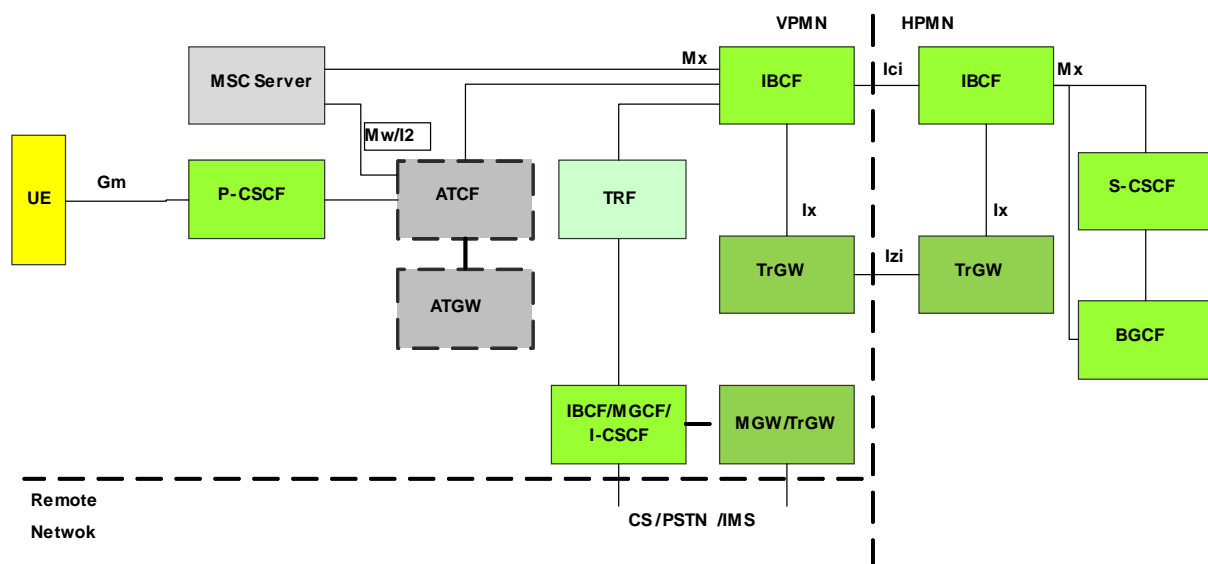 VPMN
HPMN
MSC Server
Mx
IBCF
Ici
IBCF
Mx
Mw/I2
UE
Gm
P-CSCF
ATCF
TRF
S-CSCF
Ix
Ix
ATGW
TrGW
Izi
TrGW
BGCF
IBCF/MGCF/
I-CSCF
MGW/TrGW
Remote
Netwok
CS/PSTN /IMS